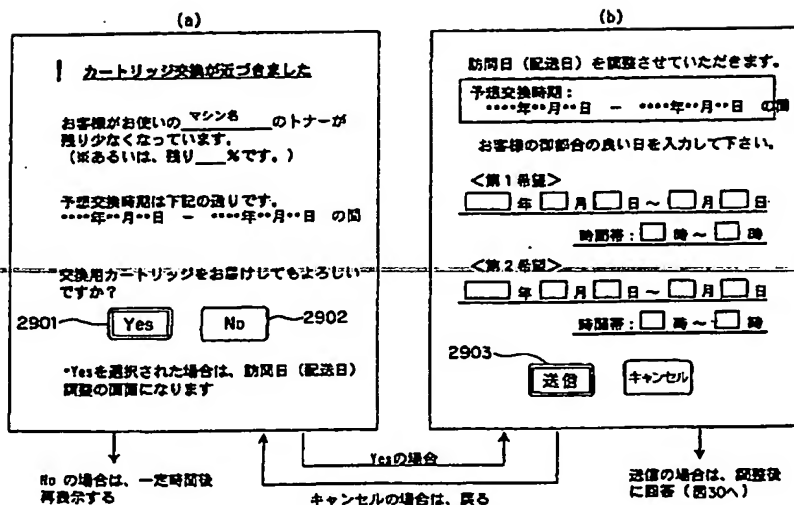 (a)
! カートリッジ交換が近づきました
お客様がお使いの マシン名 のトナーが
残り少なくなっています。
(※あるいは、残り___%です。)
予想交換時期は下記の送りです。
****年**月**日 － ****年**月**日 の間
交換用カートリッジをお届けしてもよろしい
ですか?
2901
Yes
No
2902
*Yesを選択された場合は、訪問日(配送日)
調整の画面になります
No の場合は、一定時間後
再表示する
Yesの場合
キャンセルの場合は、戻る
(b)
訪問日(配送日)を調整させていただきます。
予想交換時期:
****年**月**日 － ****年**月**日 の間
お客様の御都合の良い日を入力して下さい。
<第1希望>
年 月 日～ 月 日
時間帯: 時～ 時
<第2希望>
年 月 日～ 月 日
時間帯: 時～ 時
2903
送信
キャンセル
送信の場合は、調整後
に回答(図30へ)